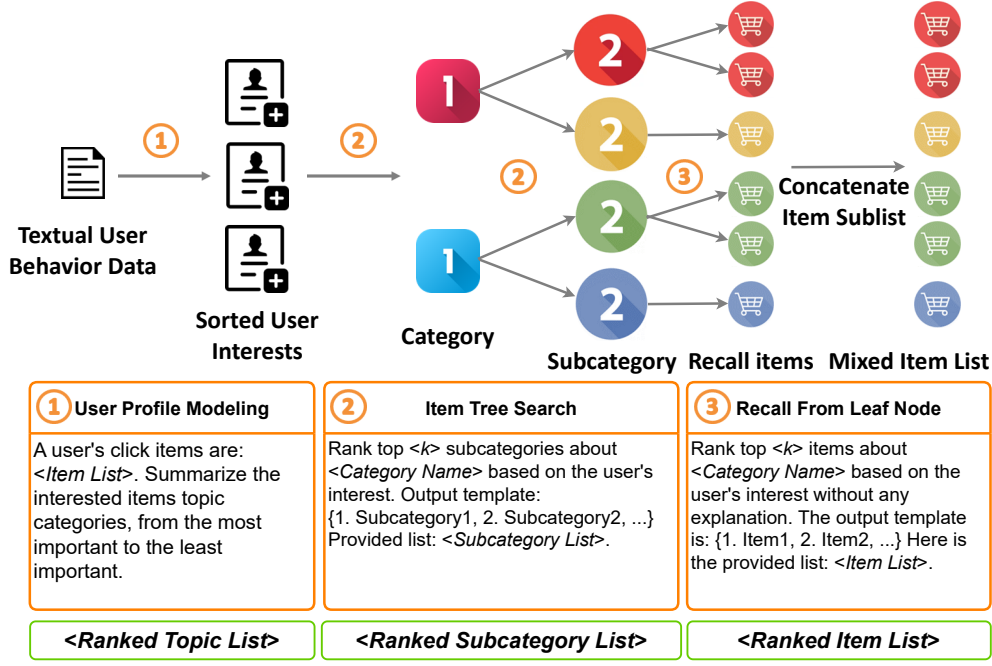 1
2
2
2
3
1
2
1
2
2
Textual User
Behavior Data
Sorted User
Interests
Category
Subcategory
Recall items
Concatenate
Item Sublist
Mixed Item List
1 User Profile Modeling
A user's click items are:
<Item List>. Summarize the
interested items topic
categories, from the most
important to the least
important.
<Ranked Topic List>
2 Item Tree Search
Rank top <k> subcategories about
<Category Name> based on the user's
interest. Output template:
{1. Subcategory1, 2. Subcategory2, ...}
Provided list: <Subcategory List>.
<Ranked Subcategory List>
3 Recall From Leaf Node
Rank top <k> items about
<Category Name> based on the
user's interest without any
explanation. The output template
is: {1. Item1, 2. Item2, ...} Here is
the provided list: <Item List>.
<Ranked Item List>